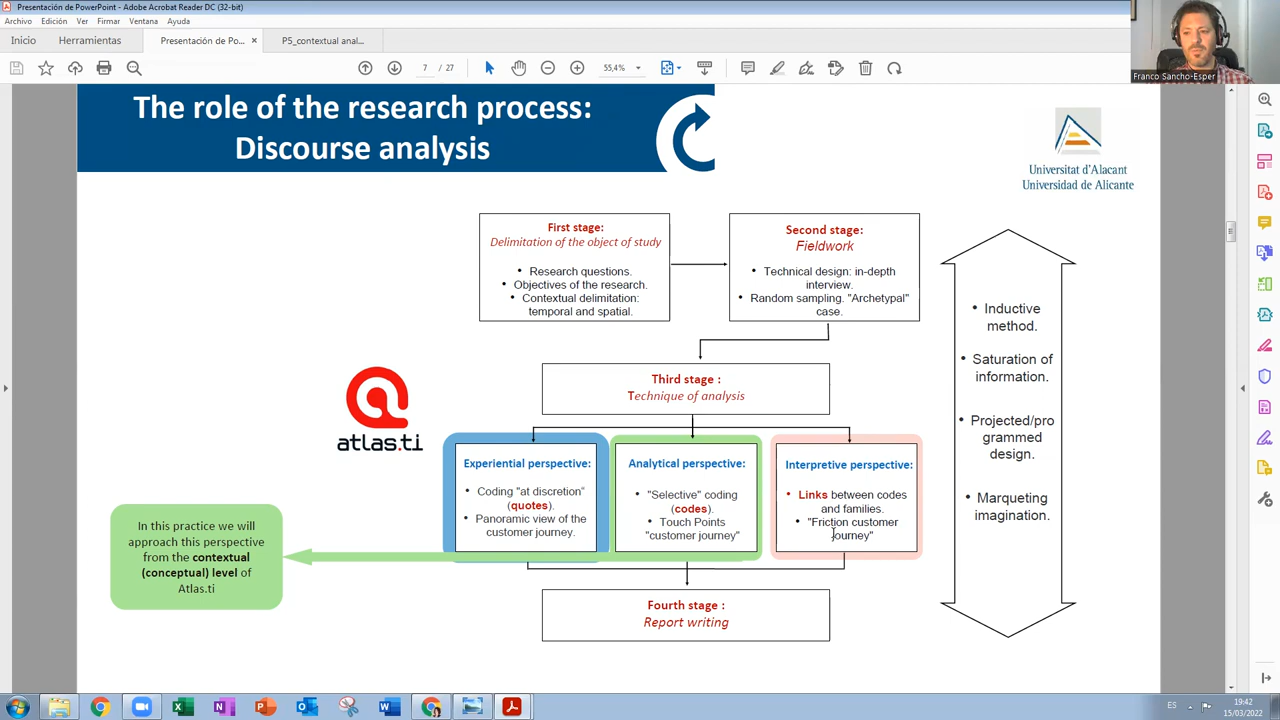 Presentación de PowerPoint - Adobe Acrobat Reader DC (32-bit)
Archivo Edición Ver Firmar Ventana Ayuda
Inicio Herramientas Presentación de Po... × P5_contextual anal...
7 / 27 55,4%
Franco Sancho-Esper
The role of the research process:
Discourse analysis
Universitat d'Alacant
Universidad de Alicante
First stage:
Delimitation of the object of study
• Research questions.
• Objectives of the research.
• Contextual delimitation:
temporal and spatial.
Second stage:
Fieldwork
• Technical design: in-depth
interview.
• Random sampling. "Archetypal"
case.
• Inductive
method.
• Saturation of
information.
• Projected/pro
grammed
design.
• Marqueting
imagination.
Third stage :
Technique of analysis
atlas.ti
Experiential perspective:
• Coding "at discretion"
(quotes).
• Panoramic view of the
customer journey.
Analytical perspective:
• "Selective" coding
(codes).
• Touch Points
"customer journey"
Interpretive perspective:
• Links between codes
and families.
• "Friction customer
journey"
In this practice we will
approach this perspective
from the contextual
(conceptual) level of
Atlas.ti
Fourth stage :
Report writing
ES
19:42
15/03/2022